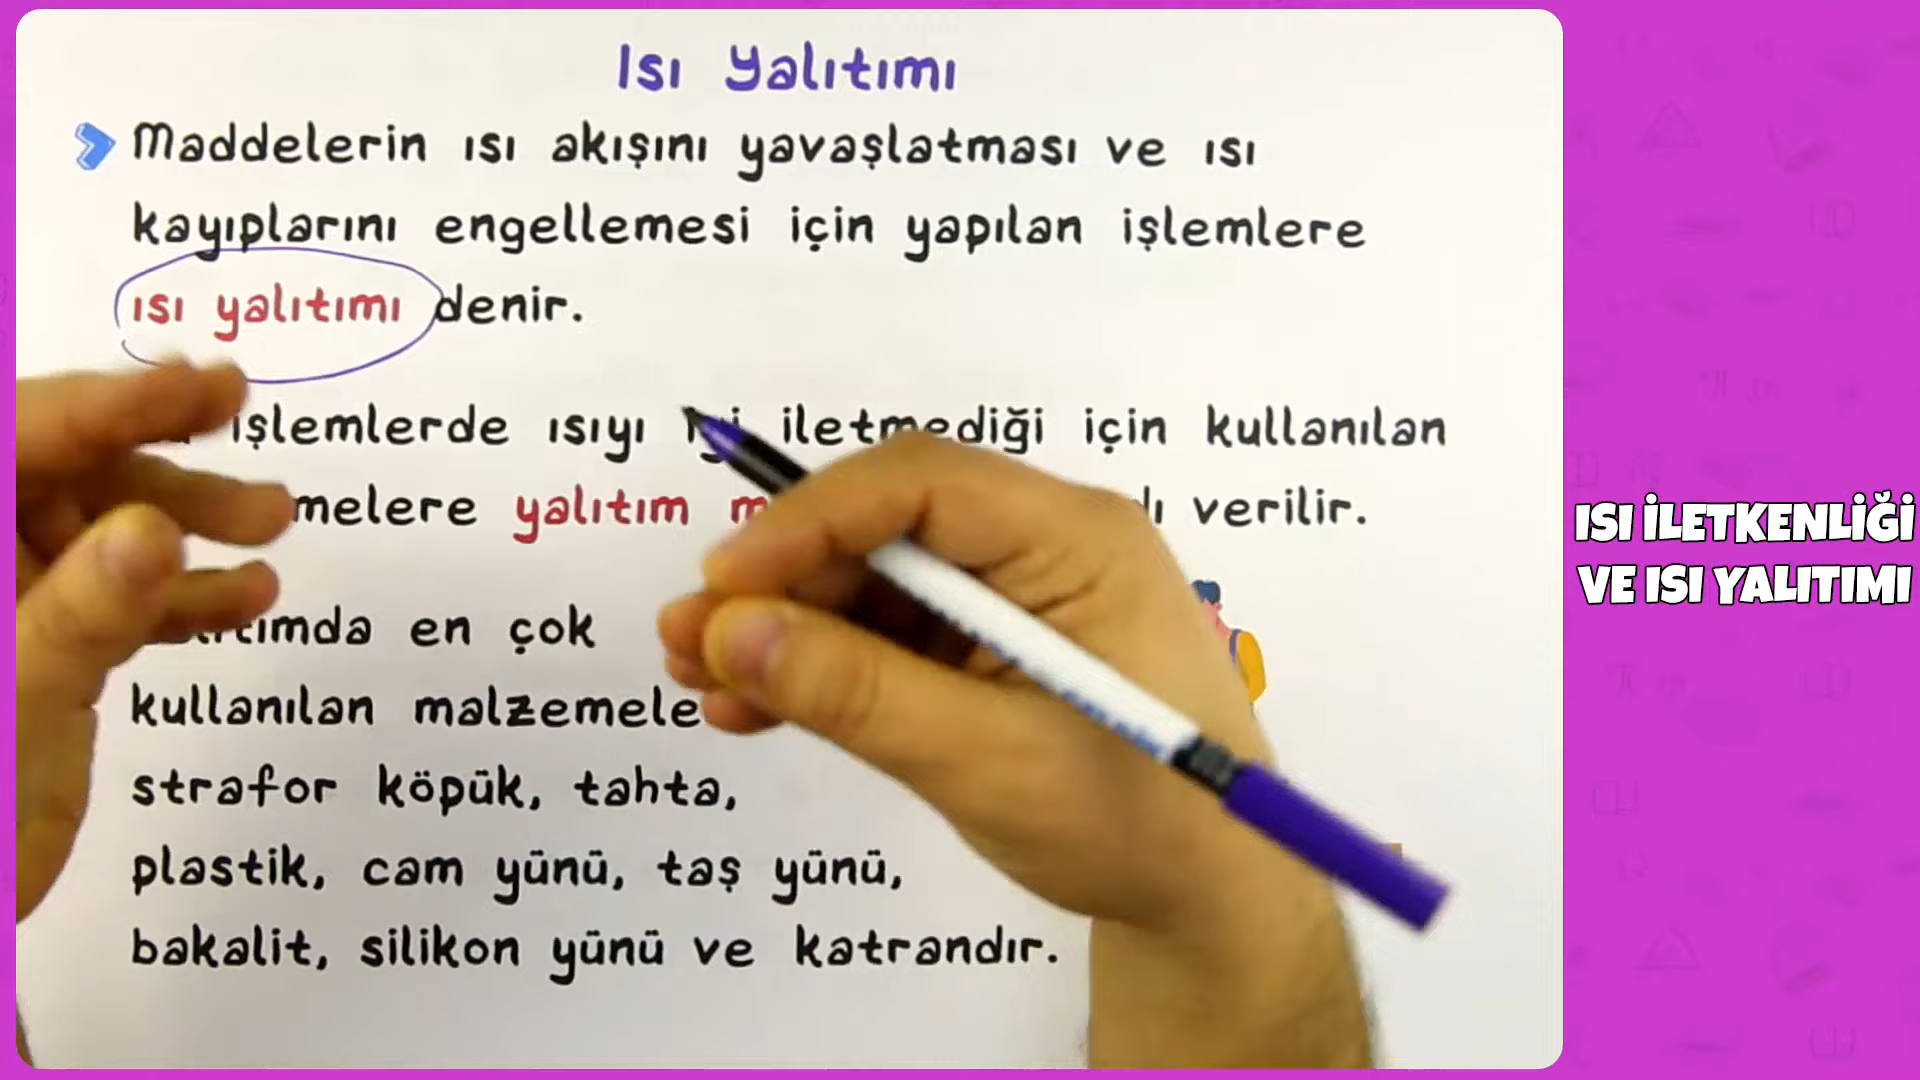 Isı Yalıtımı
Maddelerin ısı akışını yavaşlatması ve ısı
kayıplarını engellemesi için yapılan işlemlere
ısı yalıtımı denir.
işlemlerde ısıyı iyi iletmediği için kullanılan
melere yalıtım verilir.
en çok
kullanılan malzemele
strafor köpük, tahta,
plastik, cam yünü, taş yünü,
bakalit, silikon yünü ve katrandır.
ISI İLETKENLİĞİ
VE ISI YALITIMI